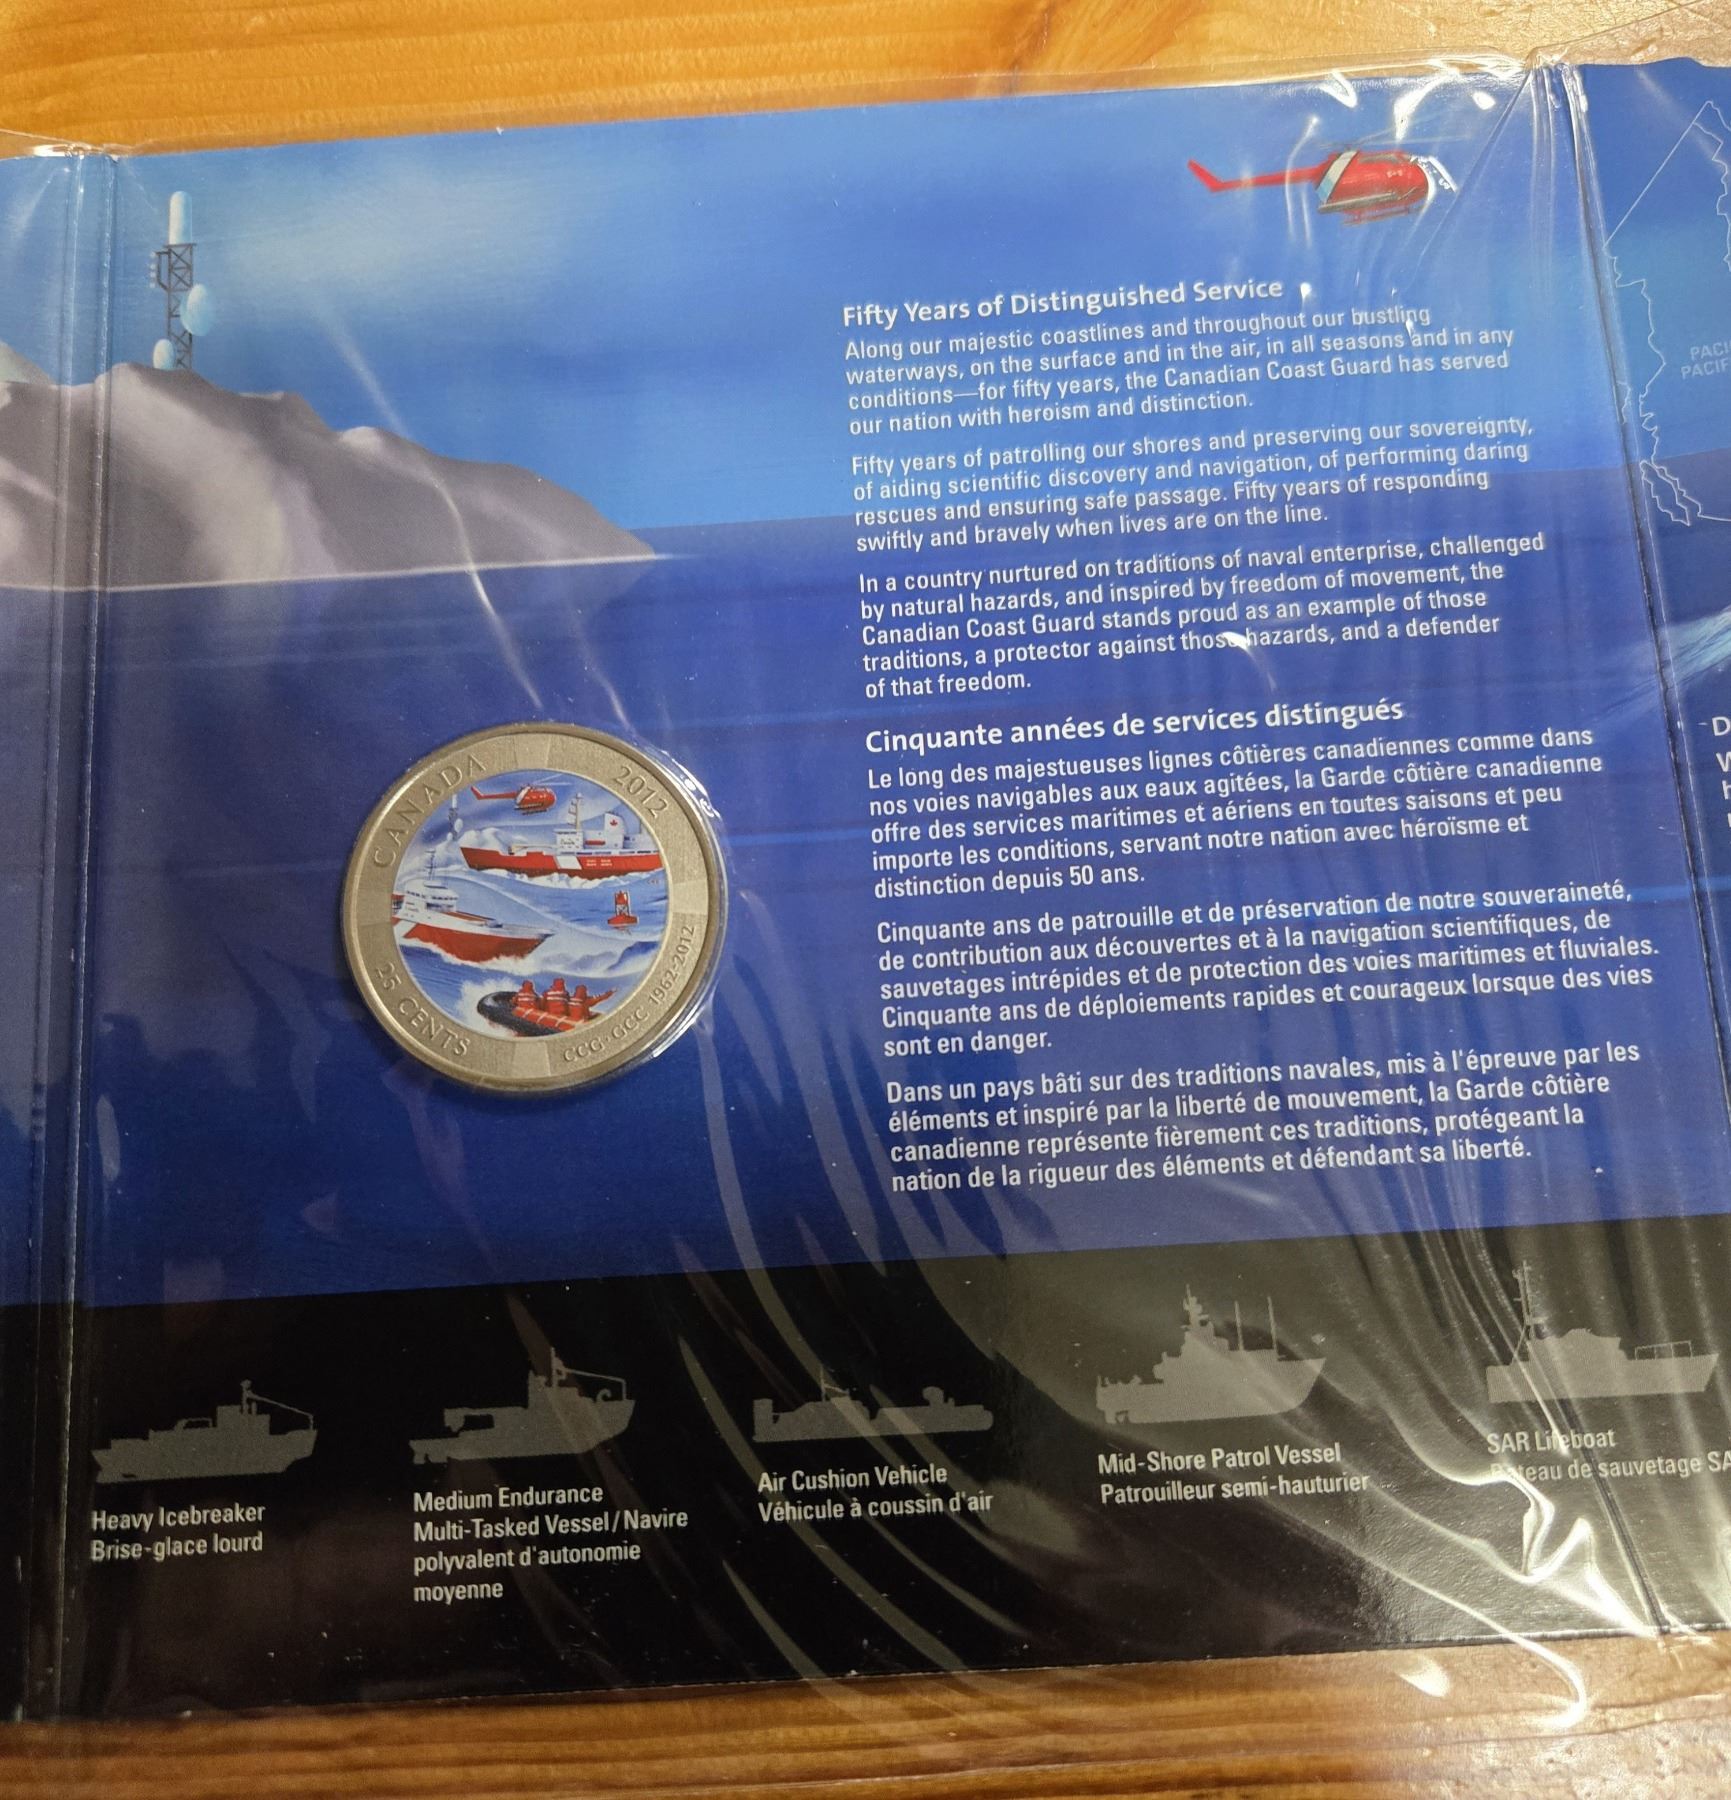 Fifty Years of Distinguished Service
Along our majestic coastlines and throughout our bustling
waterways, on the surface and in the air, in all seasons and in any
conditions—for fifty years, the Canadian Coast Guard has served
our nation with heroism and distinction.
Fifty years of patrolling our shores and preserving our sovereignty,
of aiding scientific discovery and navigation, of performing daring
rescues and ensuring safe passage. Fifty years of responding
swiftly and bravely when lives are on the line.
In a country nurtured on traditions of naval enterprise, challenged
by natural hazards, and inspired by freedom of movement, the
Canadian Coast Guard stands proud as an example of those
traditions, a protector against those hazards, and a defender
of that freedom.
Cinquante années de services distingués
Le long des majestueuses lignes côtières canadiennes comme dans
nos voies navigables aux eaux agitées, la Garde côtière canadienne
offre des services maritimes et aériens en toutes saisons et peu
importe les conditions, servant notre nation avec héroïsme et
distinction depuis 50 ans.
Cinquante ans de patrouille et de préservation de notre souveraineté,
de contribution aux découvertes et à la navigation scientifiques, de
sauvetages intrépides et de protection des voies maritimes et fluviales.
Cinquante ans de déploiements rapides et courageux lorsque des vies
sont en danger.
Dans un pays bâti sur des traditions navales, mis à l'épreuve par les
éléments et inspiré par la liberté de mouvement, la Garde côtière
canadienne représente fièrement ces traditions, protégeant la
nation de la rigueur des éléments et défendant sa liberté.
CANADA
2012
25 CENTS
CCG·GCC 1962-2012
Heavy Icebreaker
Brise-glace lourd
Medium Endurance
Multi-Tasked Vessel/Navire
polyvalent d'autonomie
moyenne
Air Cushion Vehicle
Véhicule à coussin d'air
Mid-Shore Patrol Vessel
Patrouilleur semi-hauturier
SAR Lifeboat
Bateau de sauvetage SA
PACI
PACIF